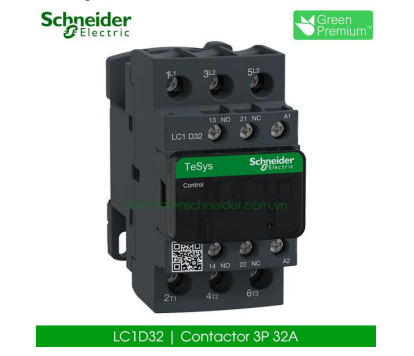 Schneider
Electric
Green
Premium™
1L1 3L2 5L3
13 NO 21 NC A1
LC1 D32
TeSys Schneider
Electric
Control
14 NO 22 NC A2
2T1 4T2 6T3
LC1D32 | Contactor 3P 32A